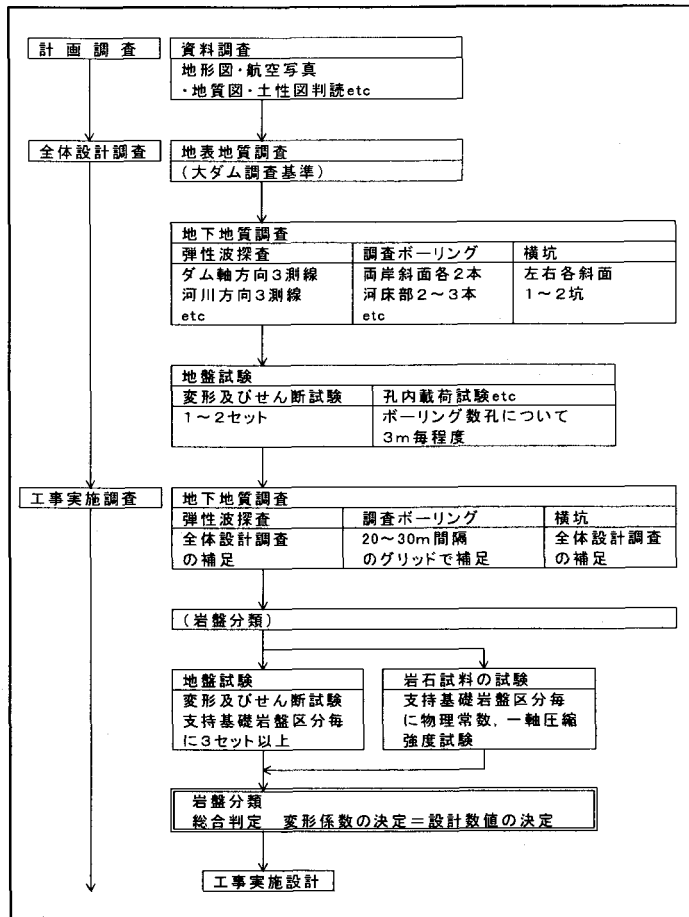 計画調査
資料調査
地形図・航空写真
・地質図・土性図判読etc
全体設計調査
地表地質調査
(大ダム調査基準)
地下地質調査
弾性波探査
ダム軸方向3測線
河川方向3測線
etc
調査ボーリング
両岸斜面各2本
河床部2～3本
etc
横坑
左右各斜面
1～2坑
地盤試験
変形及びせん断試験
1～2セット
孔内載荷試験etc
ボーリング数孔について
3m毎程度
工事実施調査
地下地質調査
弾性波探査
全体設計調査
の補足
調査ボーリング
20～30m間隔
のグリッドで補足
横坑
全体設計調査
の補足
(岩盤分類)
地盤試験
変形及びせん断試験
支持基礎岩盤区分毎
に3セット以上
岩石試料の試験
支持基礎岩盤区分毎
に物理常数，一軸圧縮
強度試験
岩盤分類
総合判定　変形係数の決定＝設計数値の決定
工事実施設計